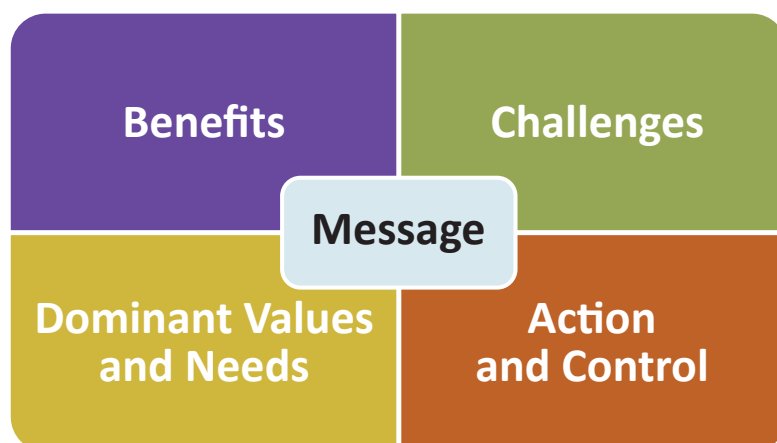 Benefits
Challenges
Message
Dominant Values
and Needs
Action
and Control